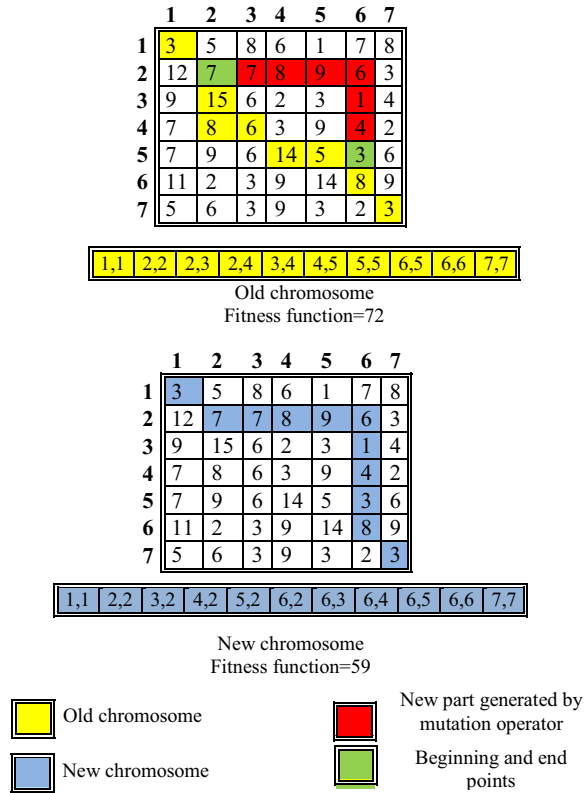 1 2 3 4 5 6 7
1 3 5 8 6 1 7 8
2 12 7 7 8 9 6 3
3 9 15 6 2 3 1 4
4 7 8 6 3 9 4 2
5 7 9 6 14 5 3 6
6 11 2 3 9 14 8 9
7 5 6 3 9 3 2 3
1,1 2,2 2,3 2,4 3,4 4,5 5,5 6,5 6,6 7,7
Old chromosome
Fitness function=72
1 2 3 4 5 6 7
1 3 5 8 6 1 7 8
2 12 7 7 8 9 6 3
3 9 15 6 2 3 1 4
4 7 8 6 3 9 4 2
5 7 9 6 14 5 3 6
6 11 2 3 9 14 8 9
7 5 6 3 9 3 2 3
1,1 2,2 3,2 4,2 5,2 6,2 6,3 6,4 6,5 6,6 7,7
New chromosome
Fitness function=59
Old chromosome
New part generated by
mutation operator
New chromosome
Beginning and end
points